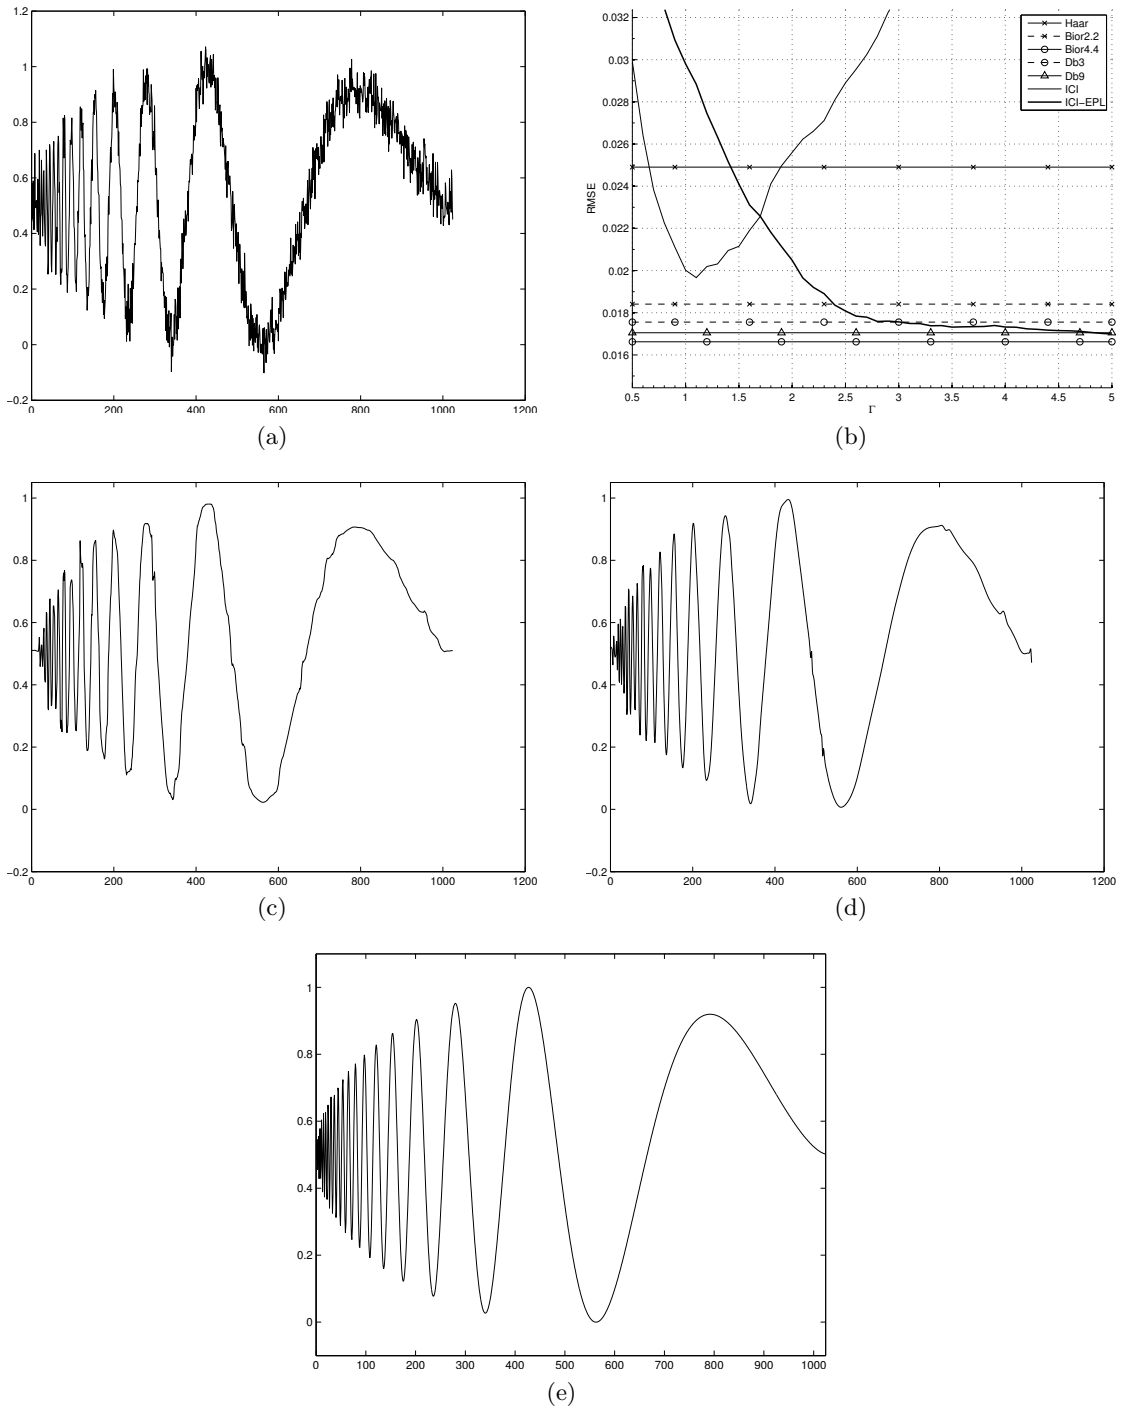 1.2
1
0.8
0.6
0.4
0.2
0
−0.2
0 200 400 600 800 1000 1200
(a)
0.032
0.03
0.028
0.026
0.024
0.022
0.02
0.018
0.016
RMSE
0.5 1 1.5 2 2.5 3 3.5 4 4.5 5
Γ
Haar
Bior2.2
Bior4.4
Db3
Db9
ICI
ICI−EPL
(b)
1
0.8
0.6
0.4
0.2
0
−0.2
0 200 400 600 800 1000 1200
(c)
1
0.8
0.6
0.4
0.2
0
−0.2
0 200 400 600 800 1000 1200
(d)
1
0.8
0.6
0.4
0.2
0
0 100 200 300 400 500 600 700 800 900 1000
(e)